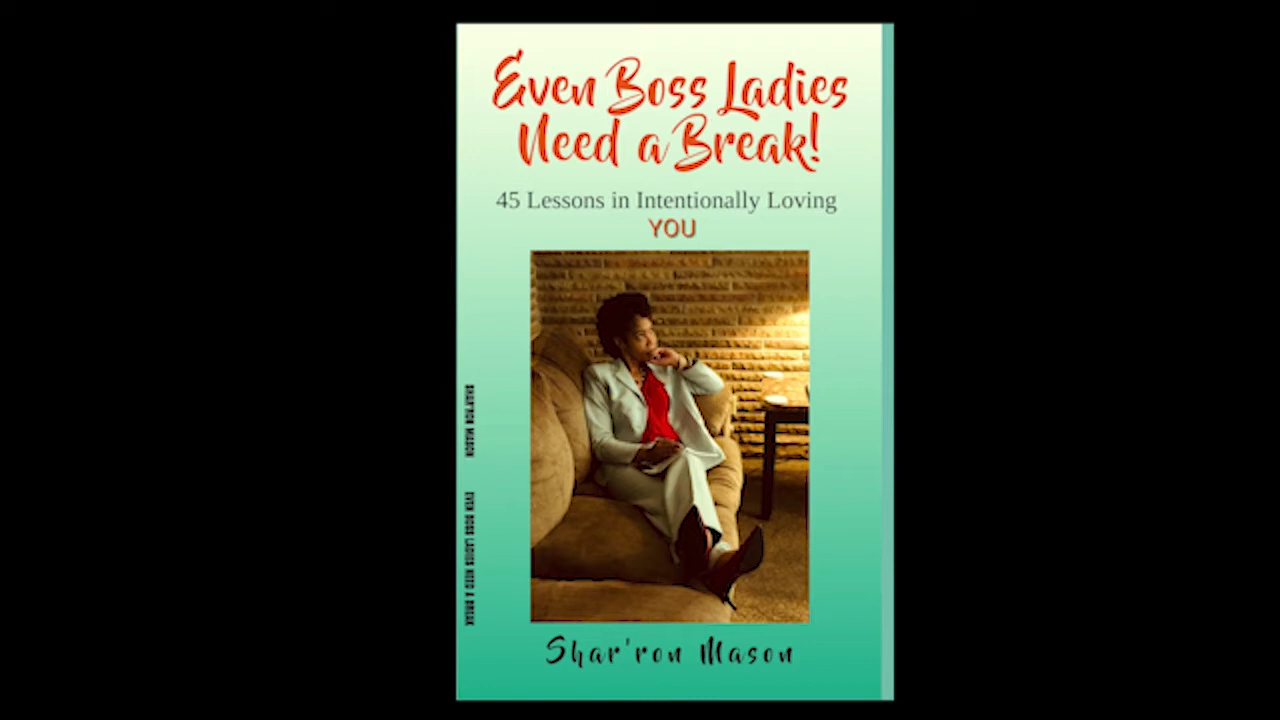 Even Boss Ladies
Need a Break!
45 Lessons in Intentionally Loving
YOU
SHAR'RON MASON
EVEN BOSS LADIES NEED A BREAK
Shar'ron Mason